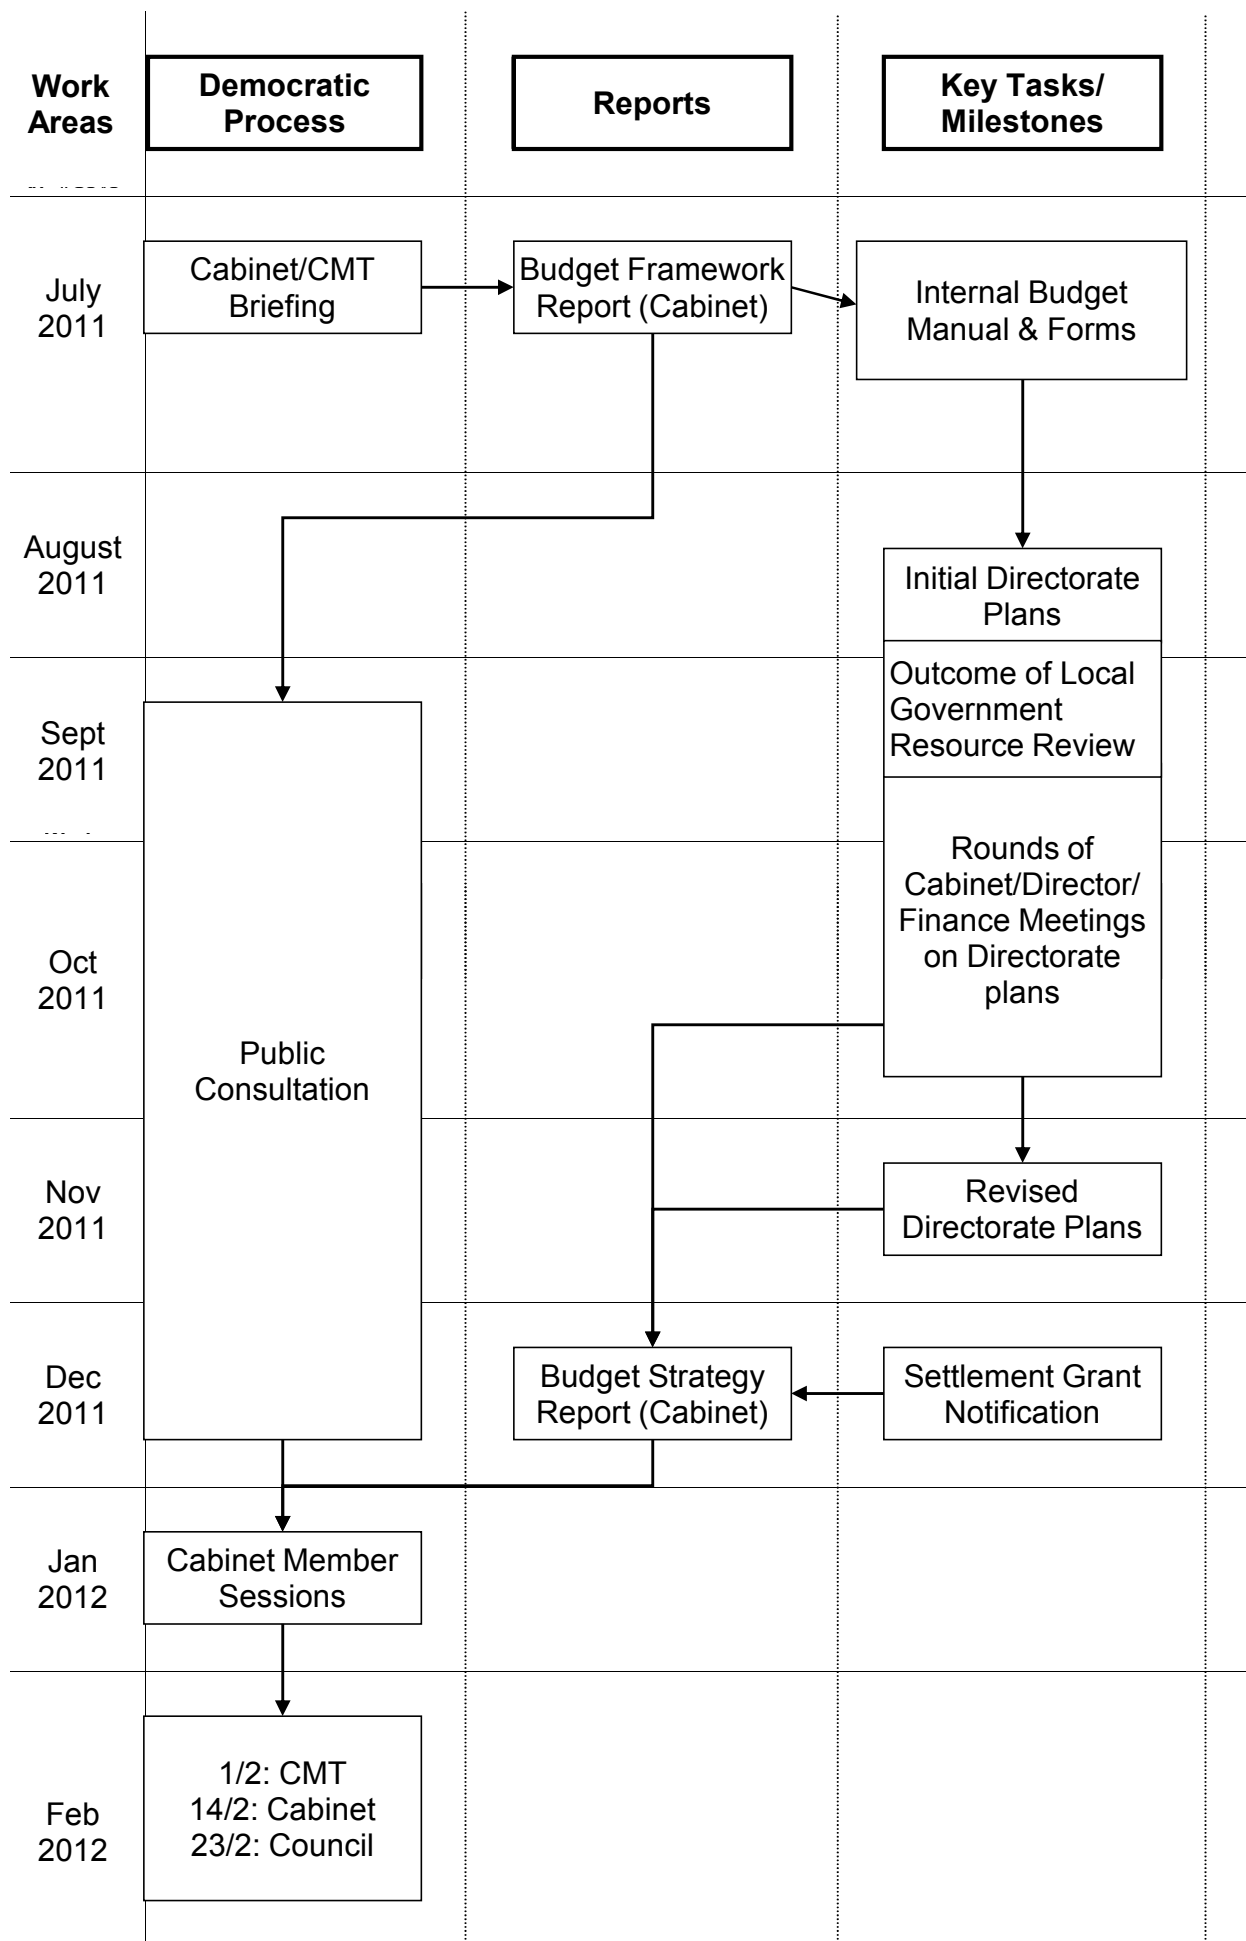 Work
Areas
Democratic
Process
Reports
Key Tasks/
Milestones
July
2011
Cabinet/CMT
Briefing
Budget Framework
Report (Cabinet)
Internal Budget
Manual & Forms
August
2011
Initial Directorate
Plans
Sept
2011
Outcome of Local
Government
Resource Review
Oct
2011
Public
Consultation
Rounds of
Cabinet/Director/
Finance Meetings
on Directorate
plans
Nov
2011
Revised
Directorate Plans
Dec
2011
Budget Strategy
Report (Cabinet)
Settlement Grant
Notification
Jan
2012
Cabinet Member
Sessions
Feb
2012
1/2: CMT
14/2: Cabinet
23/2: Council